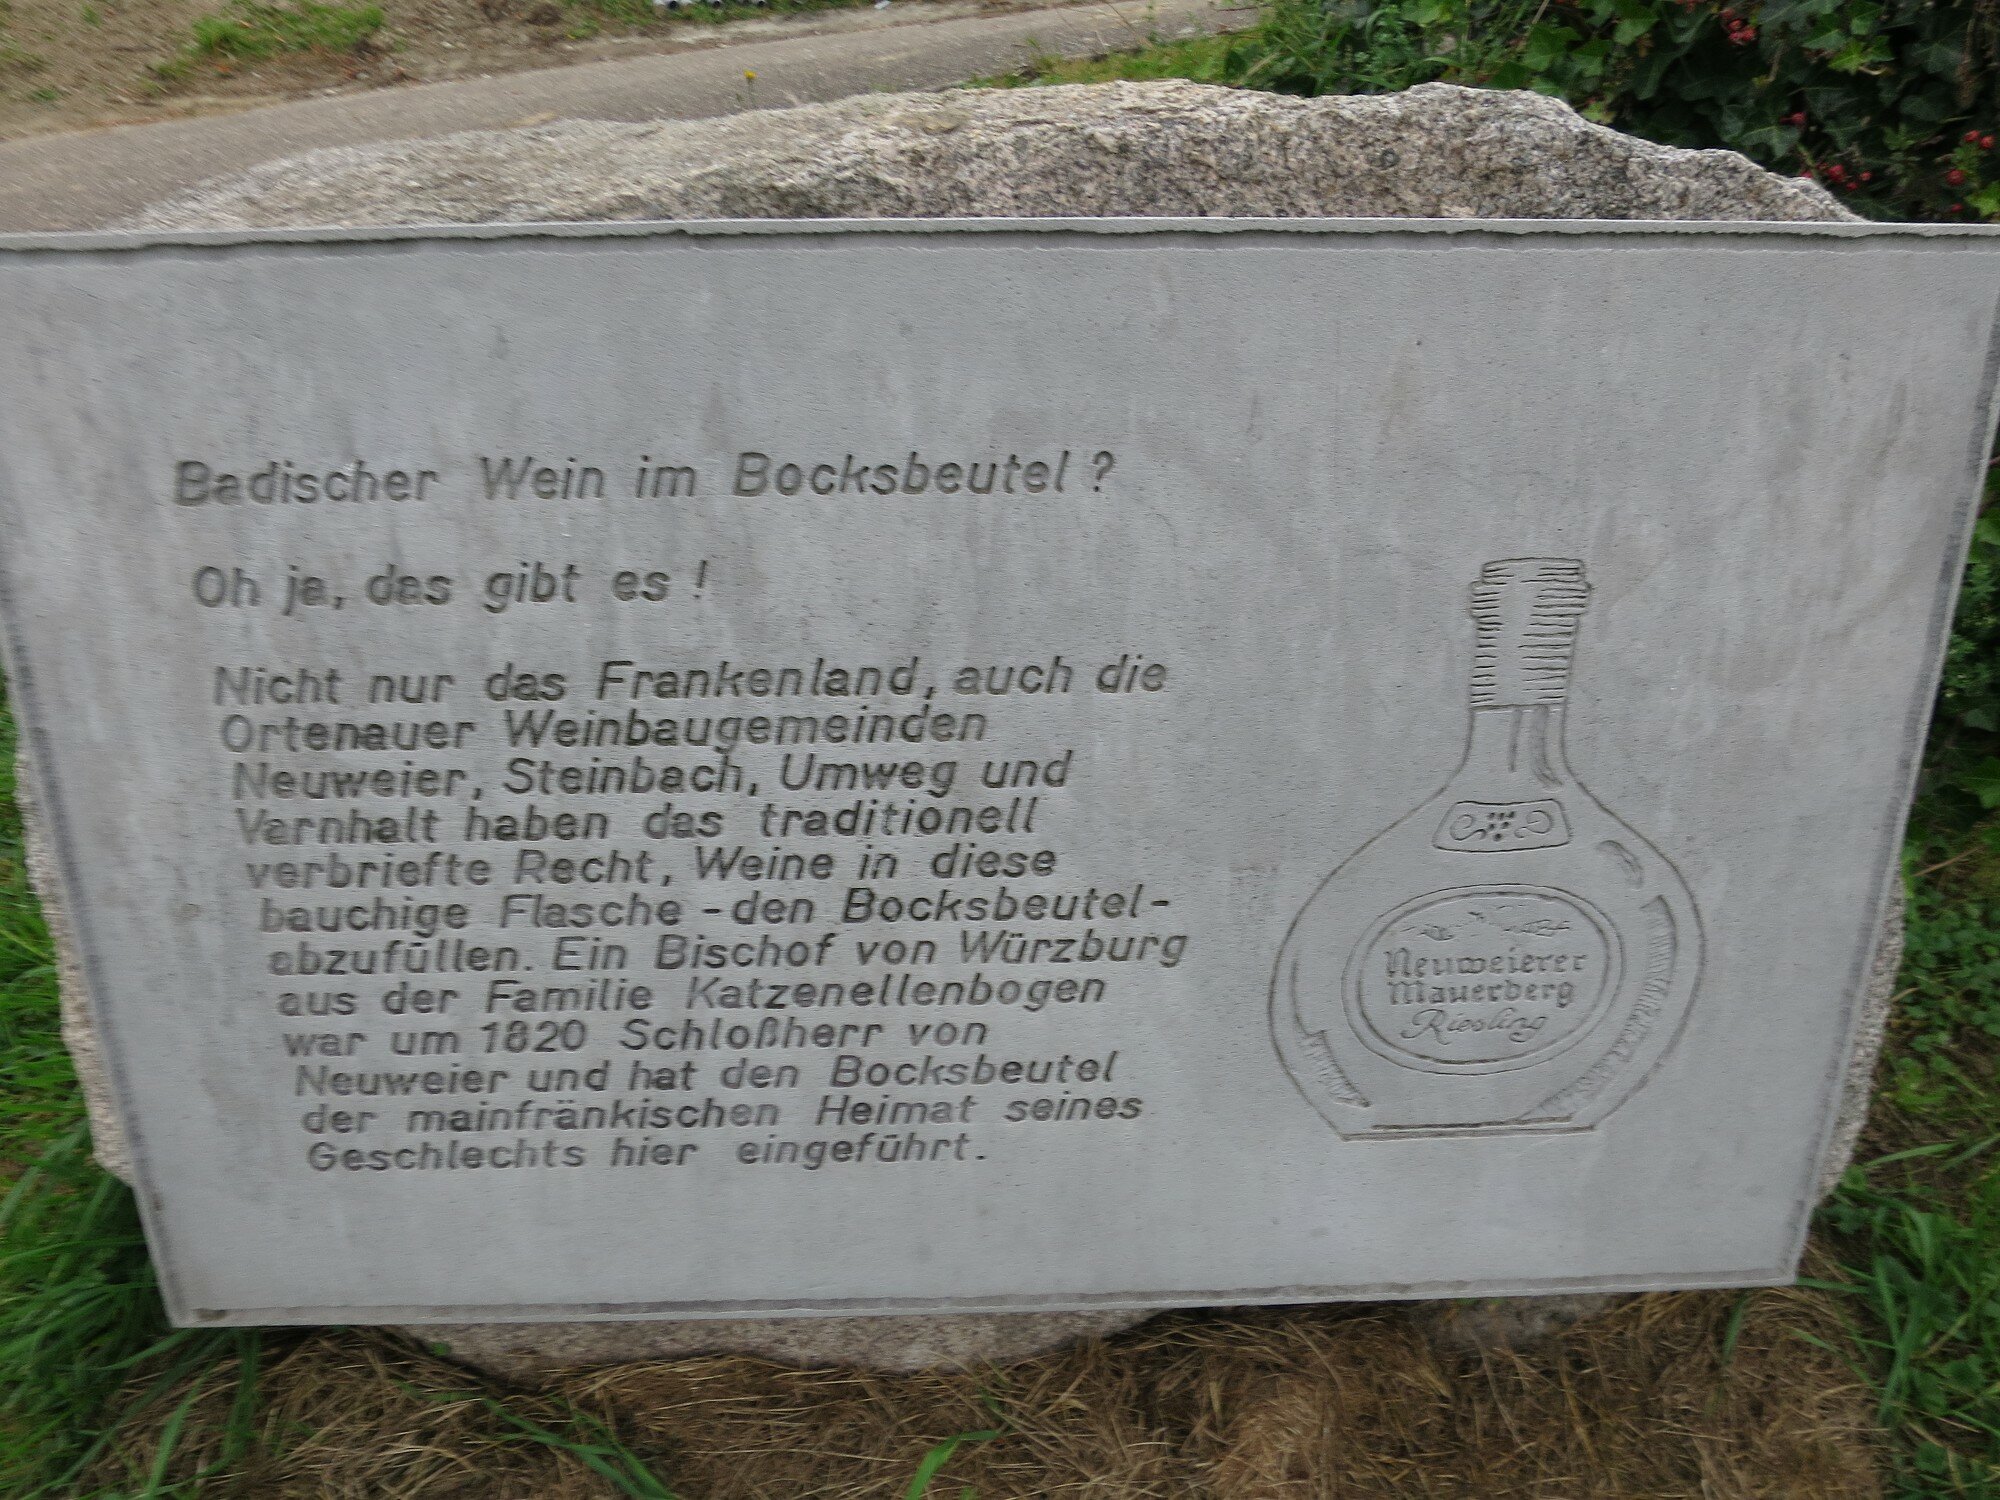 Badischer Wein im Bocksbeutel?
Oh ja, das gibt es!
Nicht nur das Frankenland, auch die
Ortenauer Weinbaugemeinden
Neuweier, Steinbach, Umweg und
Varnhalt haben das traditionell
verbriefte Recht, Weine in diese
bauchige Flasche - den Bocksbeutel -
abzufüllen. Ein Bischof von Würzburg
aus der Familie Katzenellenbogen
war um 1820 Schloßherr von
Neuweier und hat den Bocksbeutel
der mainfränkischen Heimat seines
Geschlechts hier eingeführt.
Neuweierer
Mauerberg
Riesling